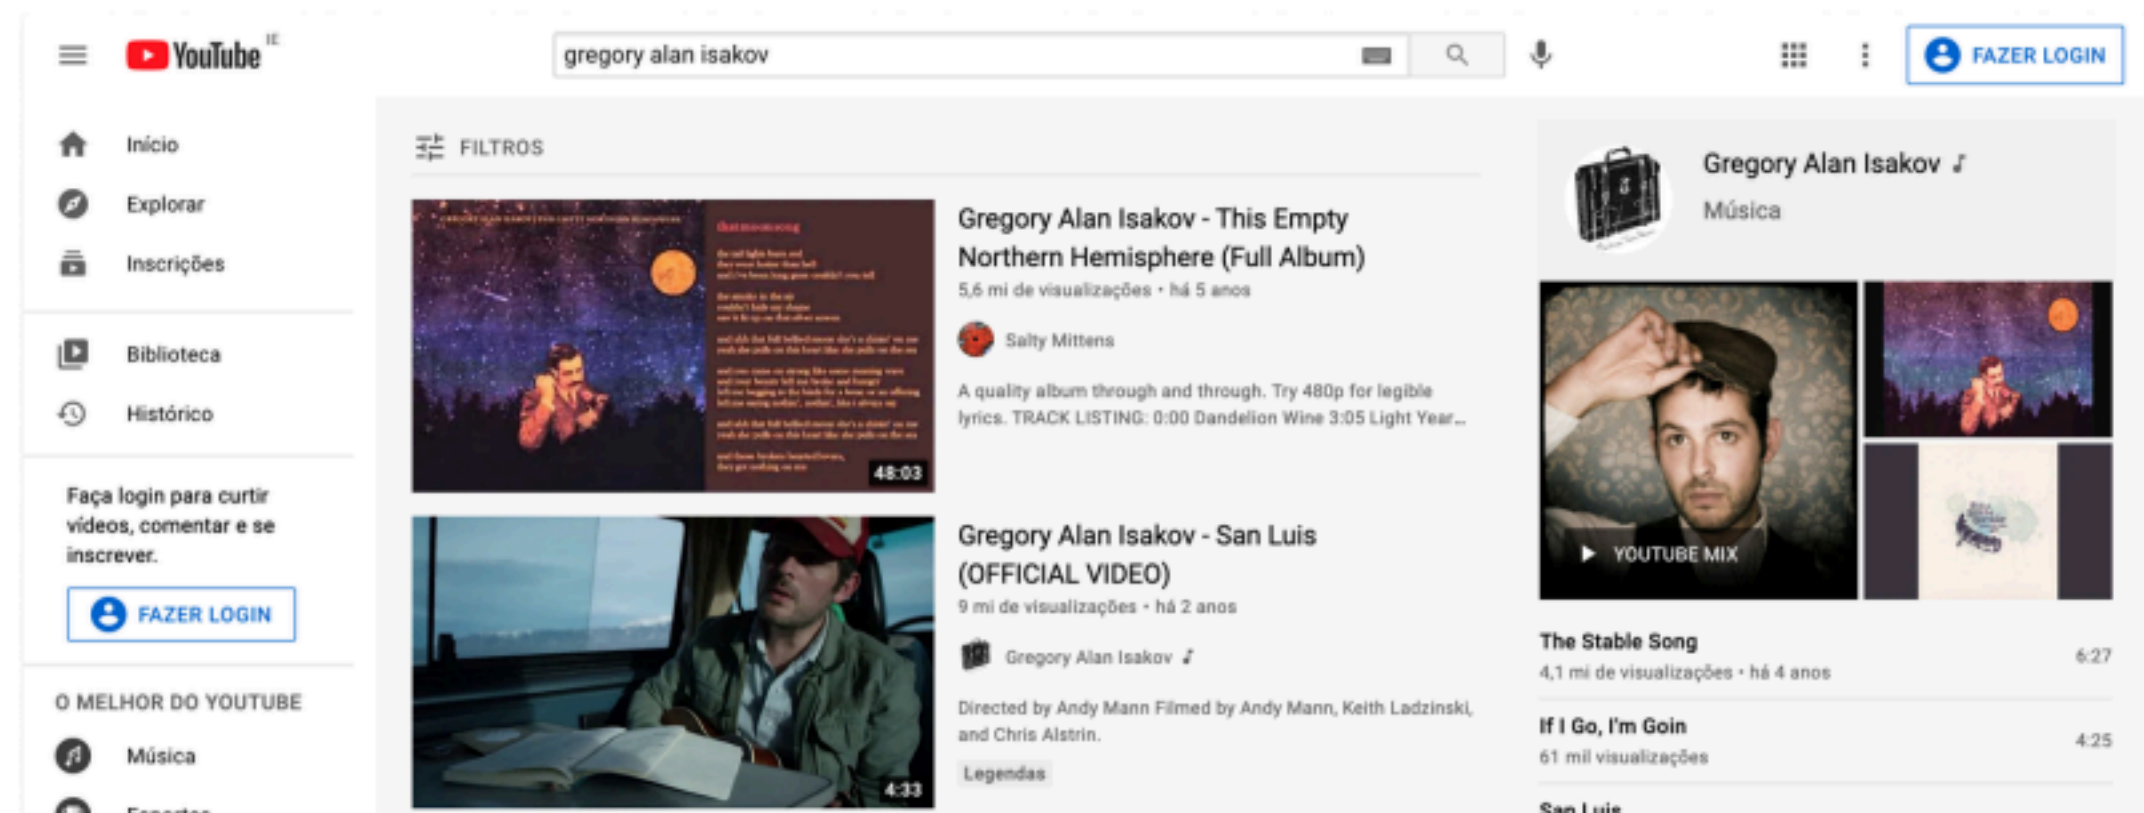 YouTube IE
gregory alan isakov
FAZER LOGIN
Início
Explorar
Inscrições
Biblioteca
Histórico
Faça login para curtir
vídeos, comentar e se
inscrever.
FAZER LOGIN
O MELHOR DO YOUTUBE
Música
FILTROS
thatmoonsong
48:03
Gregory Alan Isakov - This Empty
Northern Hemisphere (Full Album)
5,6 mi de visualizações • há 5 anos
Salty Mittens
A quality album through and through. Try 480p for legible
lyrics. TRACK LISTING: 0:00 Dandelion Wine 3:05 Light Year...
4:33
Gregory Alan Isakov - San Luis
(OFFICIAL VIDEO)
9 mi de visualizações • há 2 anos
Gregory Alan Isakov
Directed by Andy Mann Filmed by Andy Mann, Keith Ladzinski,
and Chris Alstrin.
Legendas
Gregory Alan Isakov
Música
YOUTUBE MIX
The Stable Song
6:27
4,1 mi de visualizações • há 4 anos
If I Go, I'm Goin
4:25
61 mil visualizações
San Luis